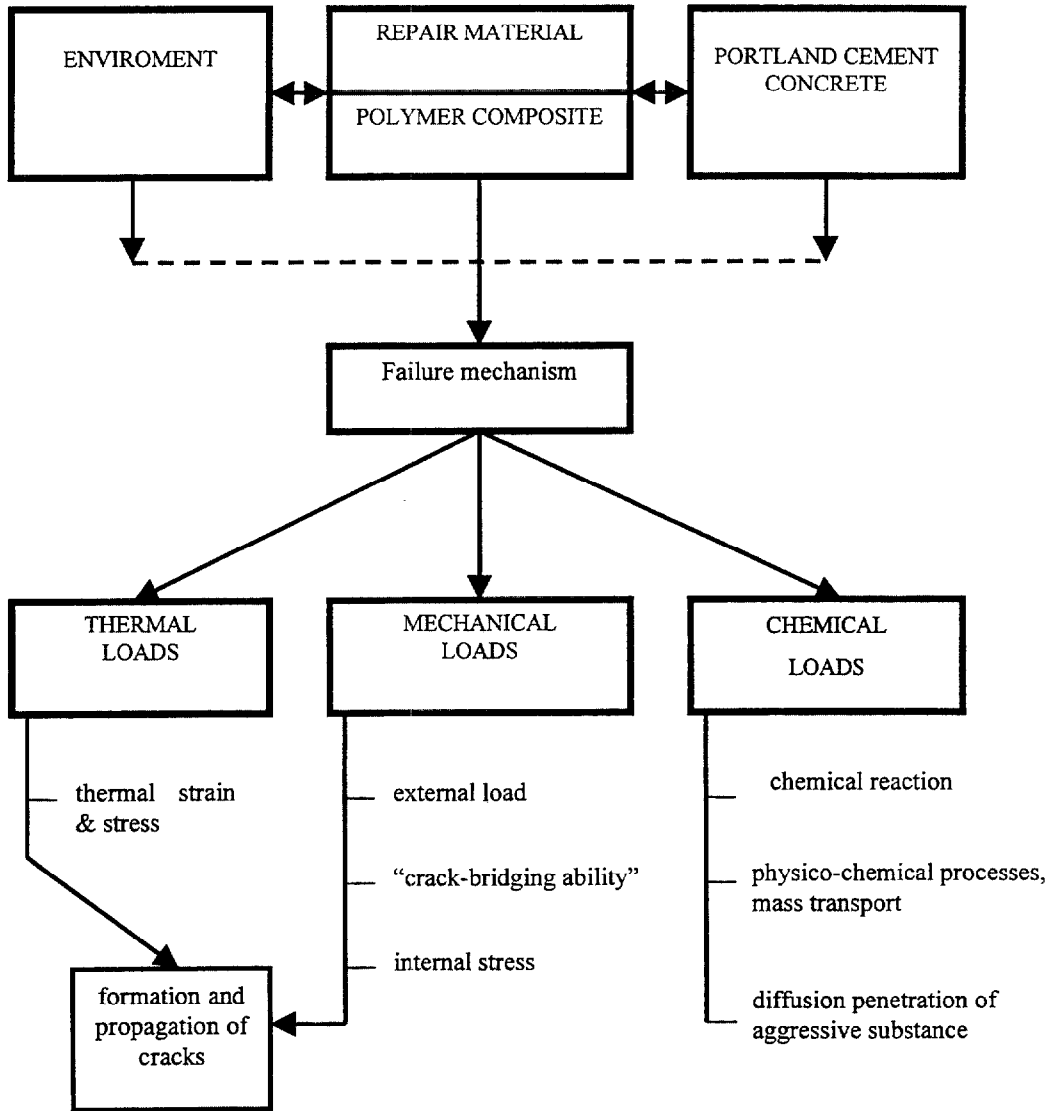 ENVIROMENT
REPAIR MATERIAL
POLYMER COMPOSITE
PORTLAND CEMENT
CONCRETE
Failure mechanism
THERMAL
LOADS
MECHANICAL
LOADS
CHEMICAL
LOADS
thermal strain
& stress
external load
“crack-bridging ability”
internal stress
chemical reaction
physico-chemical processes,
mass transport
diffusion penetration of
aggressive substance
formation and
propagation of
cracks